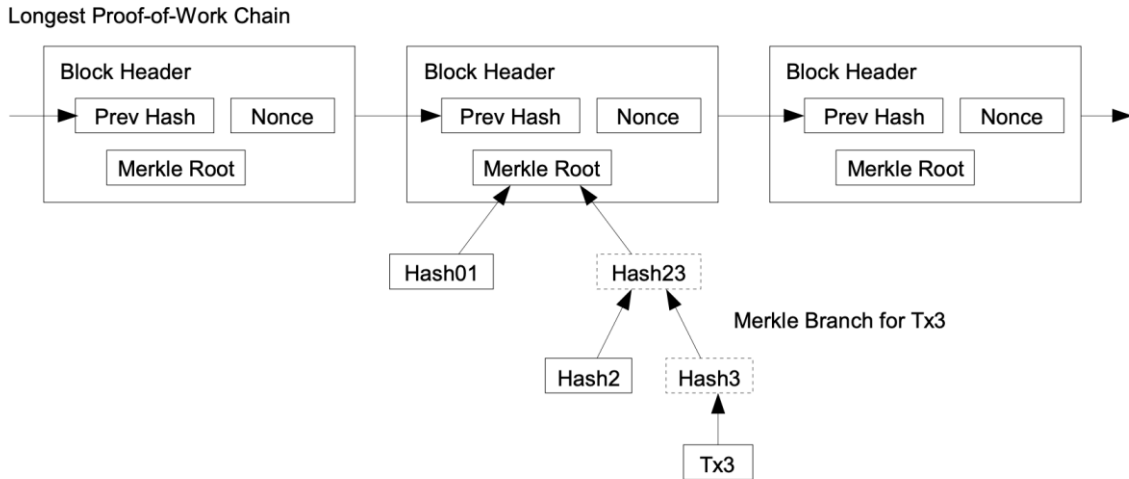 Longest Proof-of-Work Chain
Block Header
Prev Hash
Nonce
Merkle Root
Block Header
Prev Hash
Nonce
Merkle Root
Block Header
Prev Hash
Nonce
Merkle Root
Hash01
Hash23
Merkle Branch for Tx3
Hash2
Hash3
Tx3